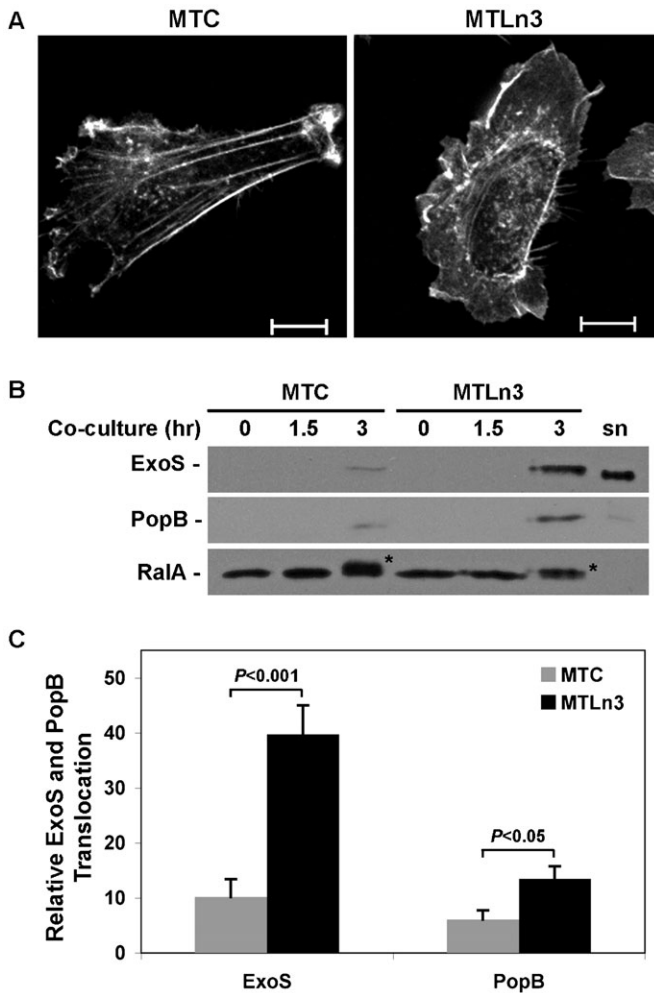 A
MTC MTLn3
B
MTC MTLn3
Co-culture (hr) 0 1.5 3 0 1.5 3 sn
ExoS -
PopB -
RalA - * *
C
Relative ExoS and PopB
Translocation
50
40
30
20
10
0
P<0.001
P<0.05
MTC
MTLn3
ExoS PopB